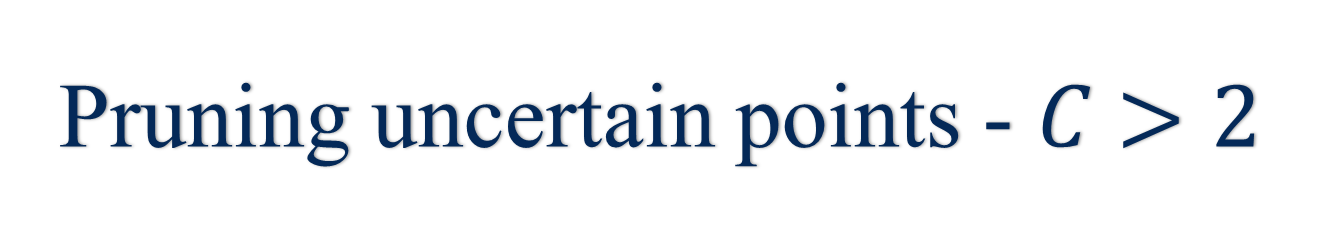 Pruning uncertain points - 𝐶 > 2